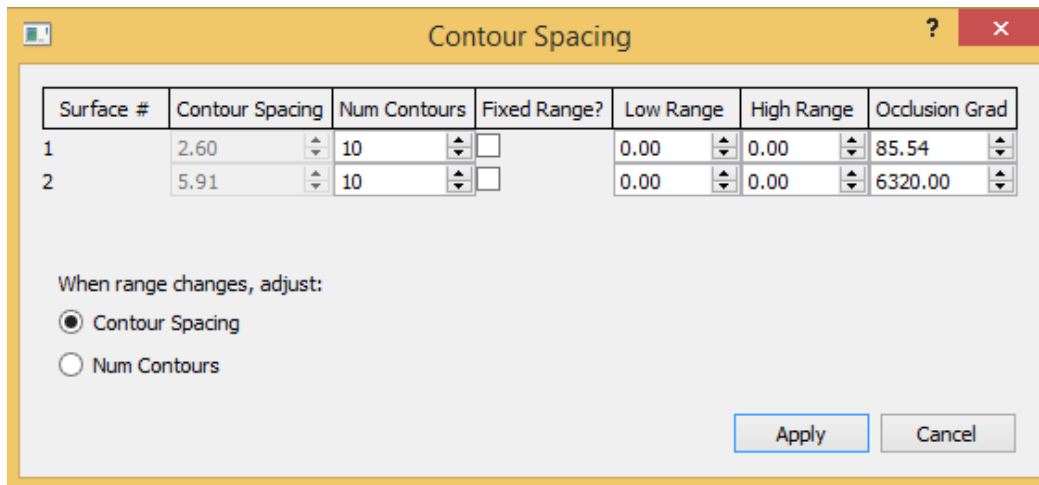 Contour Spacing ? ×
Surface # Contour Spacing Num Contours Fixed Range? Low Range High Range Occlusion Grad
1 2.60 10 0.00 0.00 85.54
2 5.91 10 0.00 0.00 6320.00
When range changes, adjust:
Contour Spacing
Num Contours
Apply Cancel